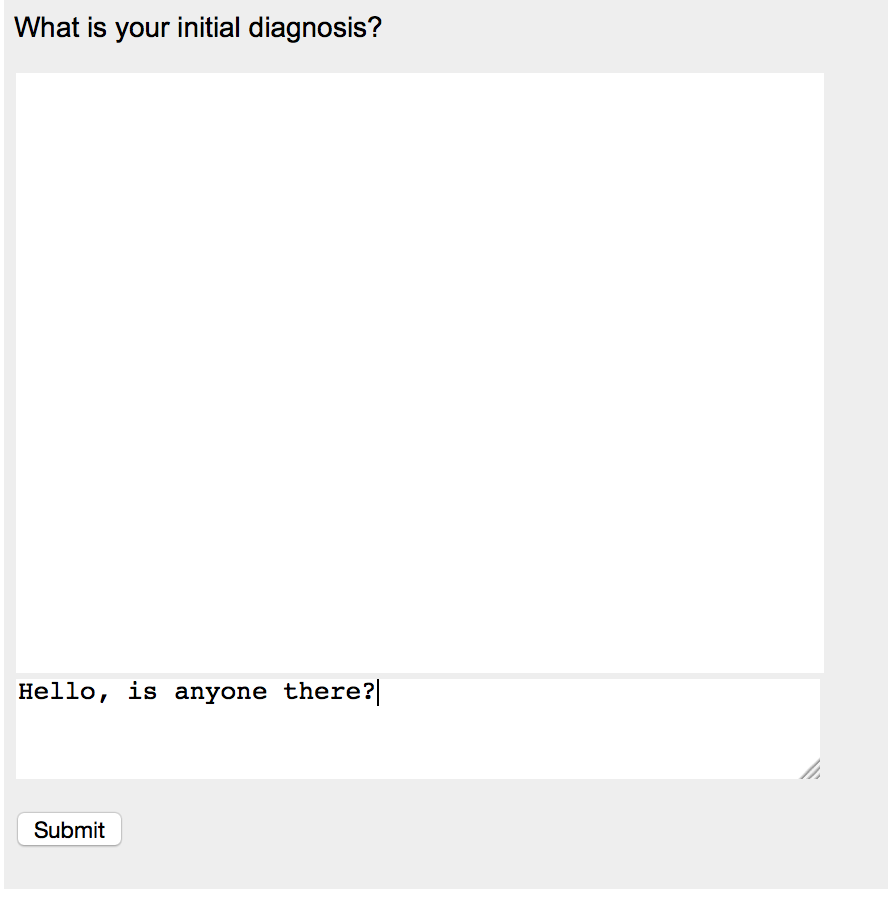 What is your initial diagnosis?
Hello, is anyone there?
Submit